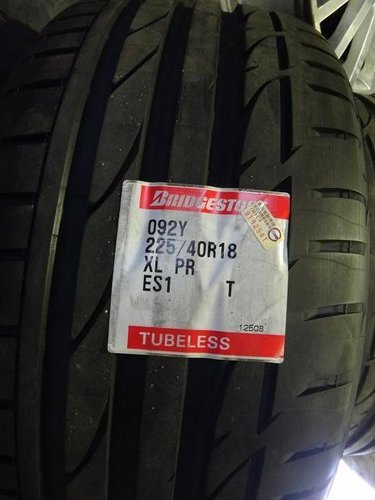 BRIDGESTONE
092Y
225/40R18
XL PR
ES1 T
12508
TUBELESS